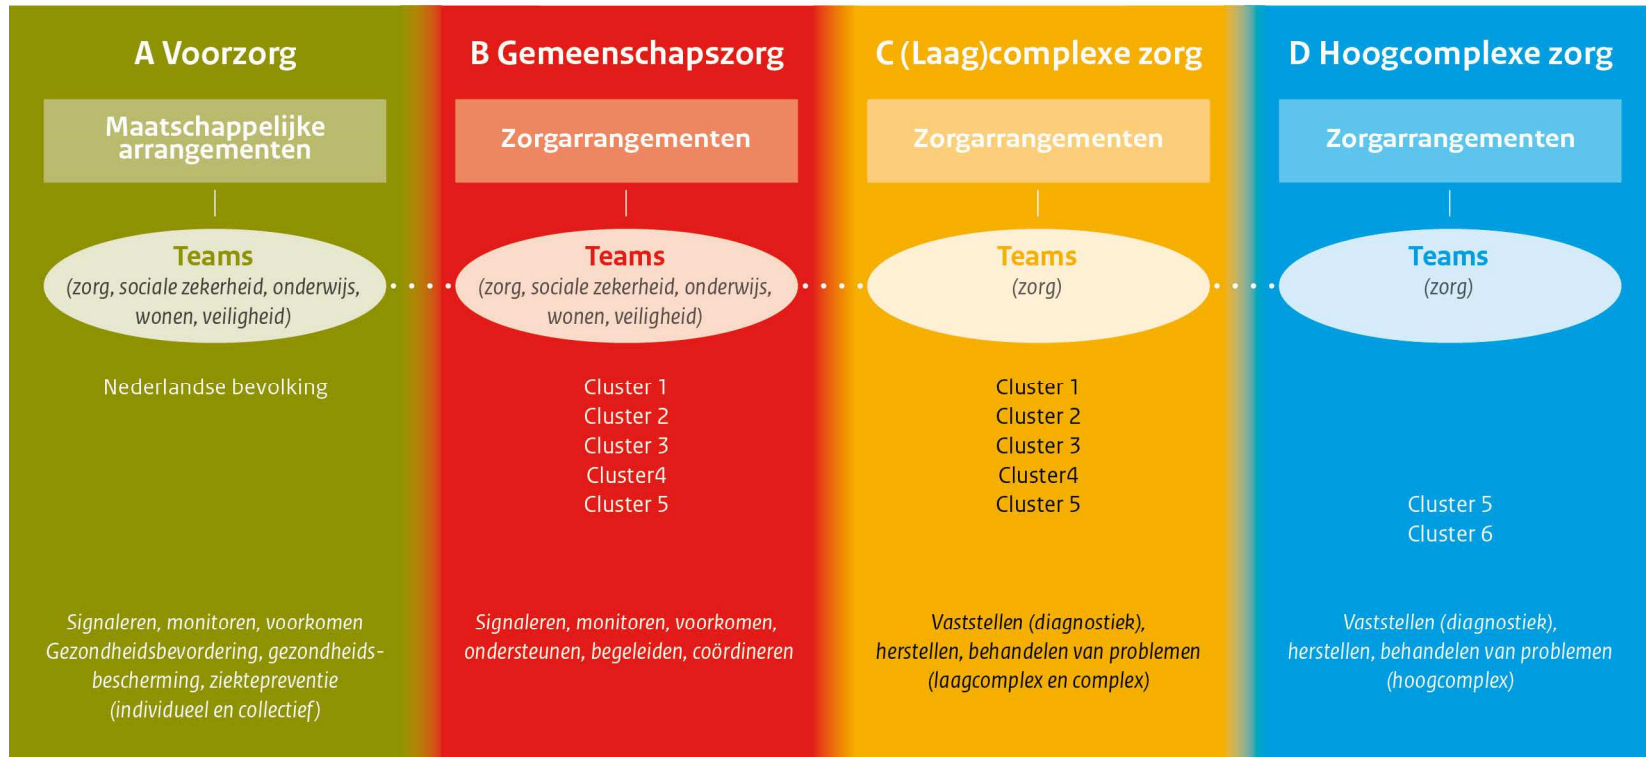 A Voorzorg
Maatschappelijke
arrangementen
Teams
(zorg, sociale zekerheid, onderwijs,
wonen, veiligheid)
Nederlandse bevolking
Signaleren, monitoren, voorkomen
Gezondheidsbevordering, gezondheids-
bescherming, ziektepreventie
(individueel en collectief)
B Gemeenschapszorg
Zorgarrangementen
Teams
(zorg, sociale zekerheid, onderwijs,
wonen, veiligheid)
Cluster 1
Cluster 2
Cluster 3
Cluster4
Cluster 5
Signaleren, monitoren, voorkomen,
ondersteunen, begeleiden, coördineren
C (Laag)complexe zorg
Zorgarrangementen
Teams
(zorg)
Cluster 1
Cluster 2
Cluster 3
Cluster4
Cluster 5
Vaststellen (diagnostiek),
herstellen, behandelen van problemen
(laagcomplex en complex)
D Hoogcomplexe zorg
Zorgarrangementen
Teams
(zorg)
Cluster 5
Cluster 6
Vaststellen (diagnostiek),
herstellen, behandelen van problemen
(hoogcomplex)